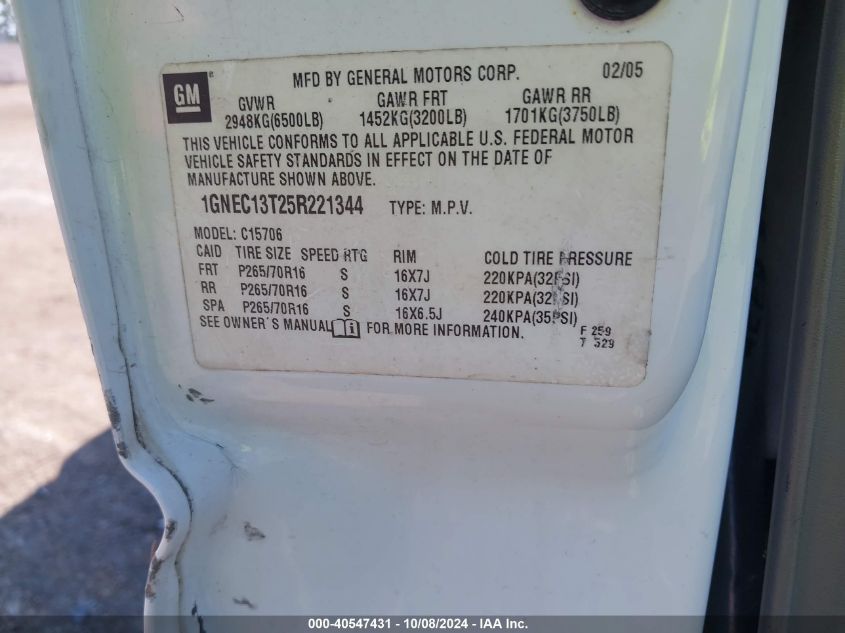 GM
MFD BY GENERAL MOTORS CORP. 02/05
GVWR GAWR FRT GAWR RR
2948KG(6500LB) 1452KG(3200LB) 1701KG(3750LB)
THIS VEHICLE CONFORMS TO ALL APPLICABLE U.S. FEDERAL MOTOR
VEHICLE SAFETY STANDARDS IN EFFECT ON THE DATE OF
MANUFACTURE SHOWN ABOVE.
1GNEC13T25R221344 TYPE: M.P.V.
MODEL: C15706
CAID TIRE SIZE SPEED RTG RIM COLD TIRE PRESSURE
FRT P265/70R16 S 16X7J 220KPA(32PSI)
RR P265/70R16 S 16X7J 220KPA(32PSI)
SPA P265/70R16 S 16X6.5J 240KPA(35PSI)
SEE OWNER'S MANUAL FOR MORE INFORMATION.
F 259
T 529
000-40547431 - 10/08/2024 - IAA Inc.